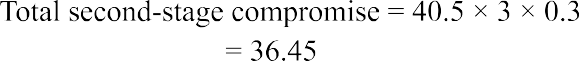 Total second-stage compromise = 40.5 × 3 × 0.3
= 36.45